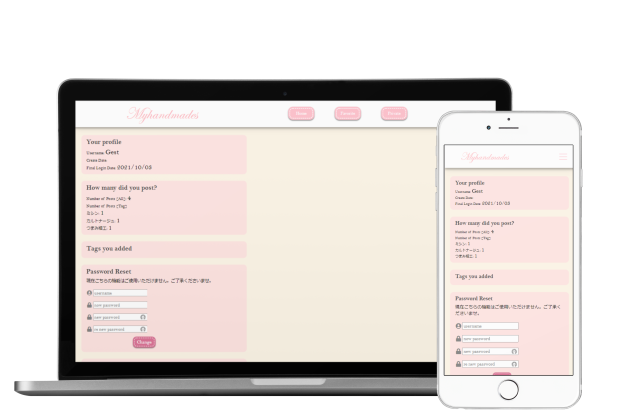 Myhandmades
Your profile
Username: Gest
Create Date:
Final Login Date: 2021/10/03
How many did you post?
Number of Posts (All): 4
Number of Posts (Tag)
ミシン: 1
カルトナージュ: 1
つまみ細工: 1
Tags you added
Password Reset
現在こちらの機能はご使用いただけません。ご了承くださいませ。
username
new password
new password
re new password
Change
Myhandmades
Your profile
Username: Gest
Create Date:
Final Login Date: 2021/10/03
How many did you post?
Number of Posts (All): 4
Number of Posts (Tag)
ミシン: 1
カルトナージュ: 1
つまみ細工: 1
Tags you added
Password Reset
現在こちらの機能はご使用いただけません。ご了承く
ださいませ。
username
new password
new password
re new password